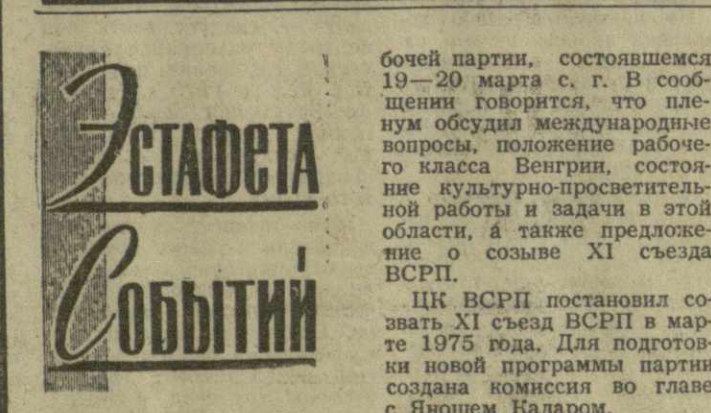 Эстафета
Событий
бочей партии, состоявшемся
19—20 марта с. г. В сооб-
щении говорится, что пле-
нум обсудил международные
вопросы, положение рабоче-
го класса Венгрии, состоя-
ние культурно-просветитель-
ной работы и задачи в этой
области, а также предложе-
ние о созыве XI съезда
ВСРП.
ЦК ВСРП постановил со-
звать XI съезд ВСРП в мар-
те 1975 года. Для подготов-
ки новой программы партии
создана комиссия во главе
с Яношем Кадаром.